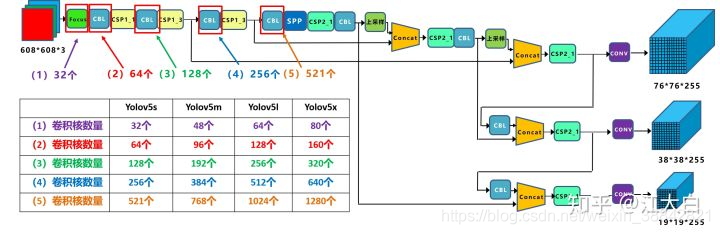 Focus CBL CSP1_1 CBL CSP1_3 CBL CSP1_3 CBL SPP CSP2_1 CBL 上采样 Concat CSP2_1 CBL 上采样 Concat CSP2_1 CONV
608*608*3
76*76*255
(1) 32个
(2) 64个
(3) 128个
(4) 256个
(5) 521个
CBL Concat CSP2_1 CONV
38*38*255
CBL Concat CSP2_1 CONV
19*19*255
Yolov5s Yolov5m Yolov5l Yolov5x
(1) 卷积核数量 32个 48个 64个 80个
(2) 卷积核数量 64个 96个 128个 160个
(3) 卷积核数量 128个 192个 256个 320个
(4) 卷积核数量 256个 384个 512个 640个
(5) 卷积核数量 521个 768个 1024个 1280个
知乎 @江大白